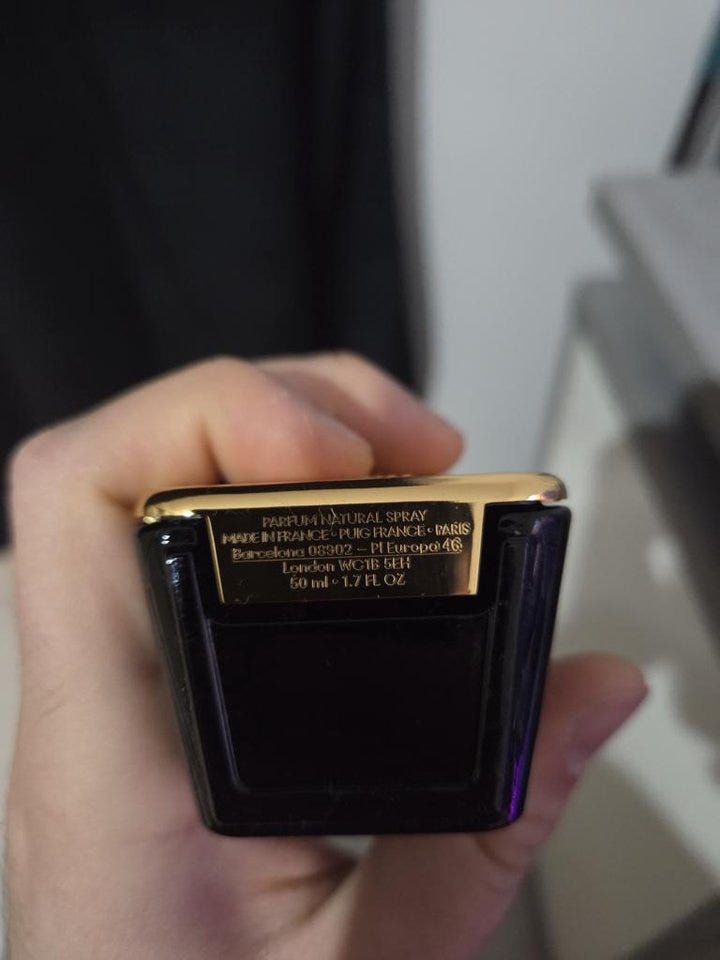 PARFUM NATURAL SPRAY
MADE IN FRANCE • PUIG FRANCE • PARIS
Barcelona 08902 – Pl Europa 46
London WC1B 5EH
50 ml • 1.7 FL OZ